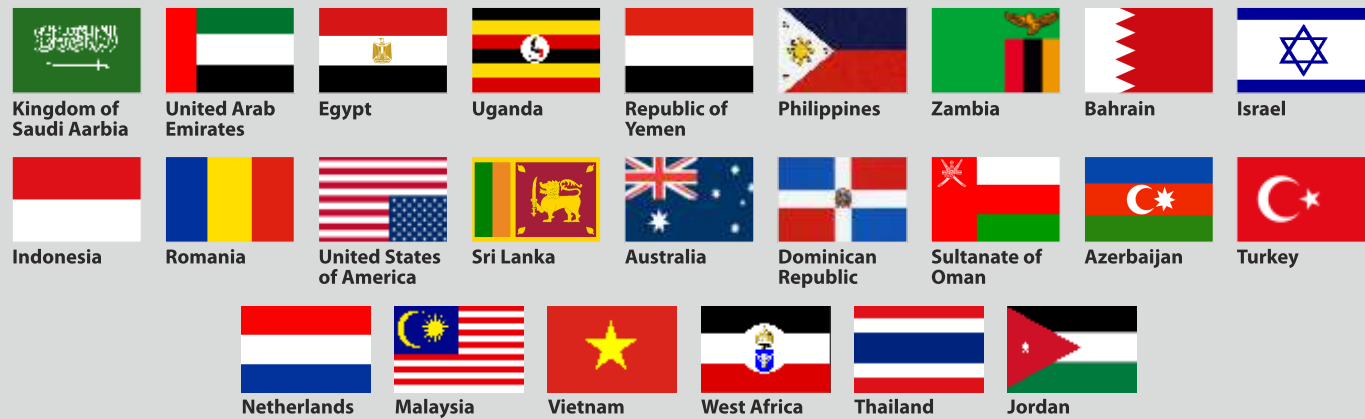 Kingdom of
Saudi Aarbia
United Arab
Emirates
Egypt
Uganda
Republic of
Yemen
Philippines
Zambia
Bahrain
Israel
Indonesia
Romania
United States
of America
Sri Lanka
Australia
Dominican
Republic
Sultanate of
Oman
Azerbaijan
Turkey
Netherlands
Malaysia
Vietnam
West Africa
Thailand
Jordan